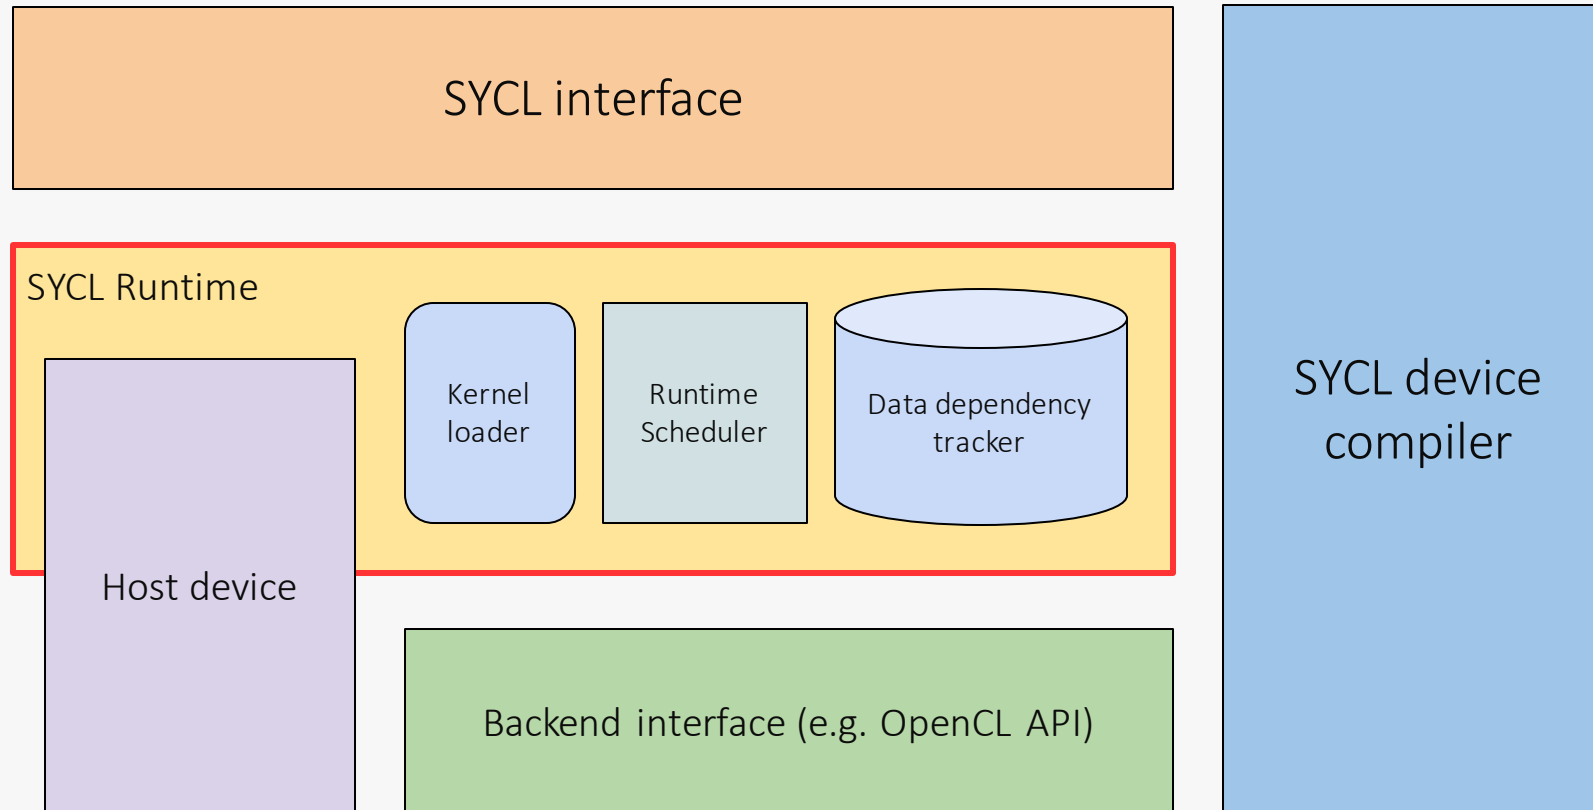 SYCL interface
SYCL Runtime
Kernel
loader
Runtime
Scheduler
Data dependency
tracker
SYCL device
compiler
Host device
Backend interface (e.g. OpenCL API)